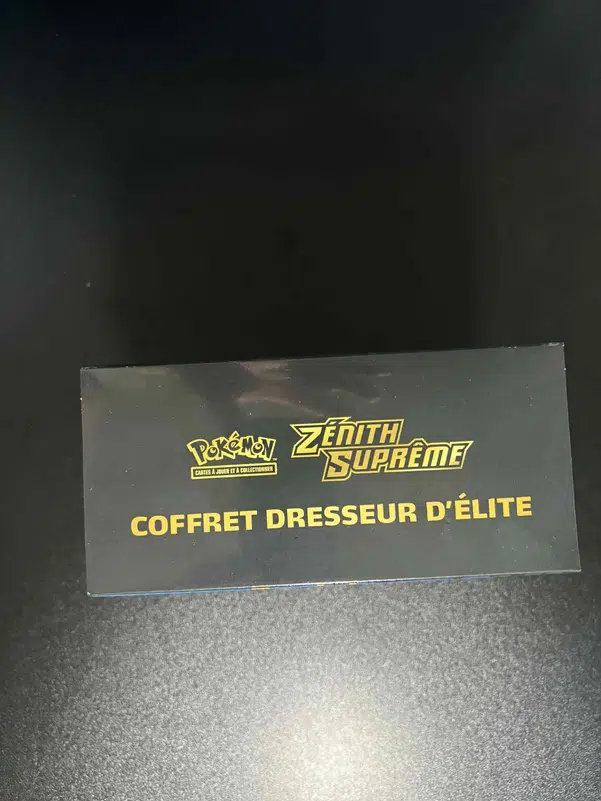 Pokémon
CARTES À JOUER ET À COLLECTIONNER
ZÉNITH
SUPRÊME
COFFRET DRESSEUR D'ÉLITE